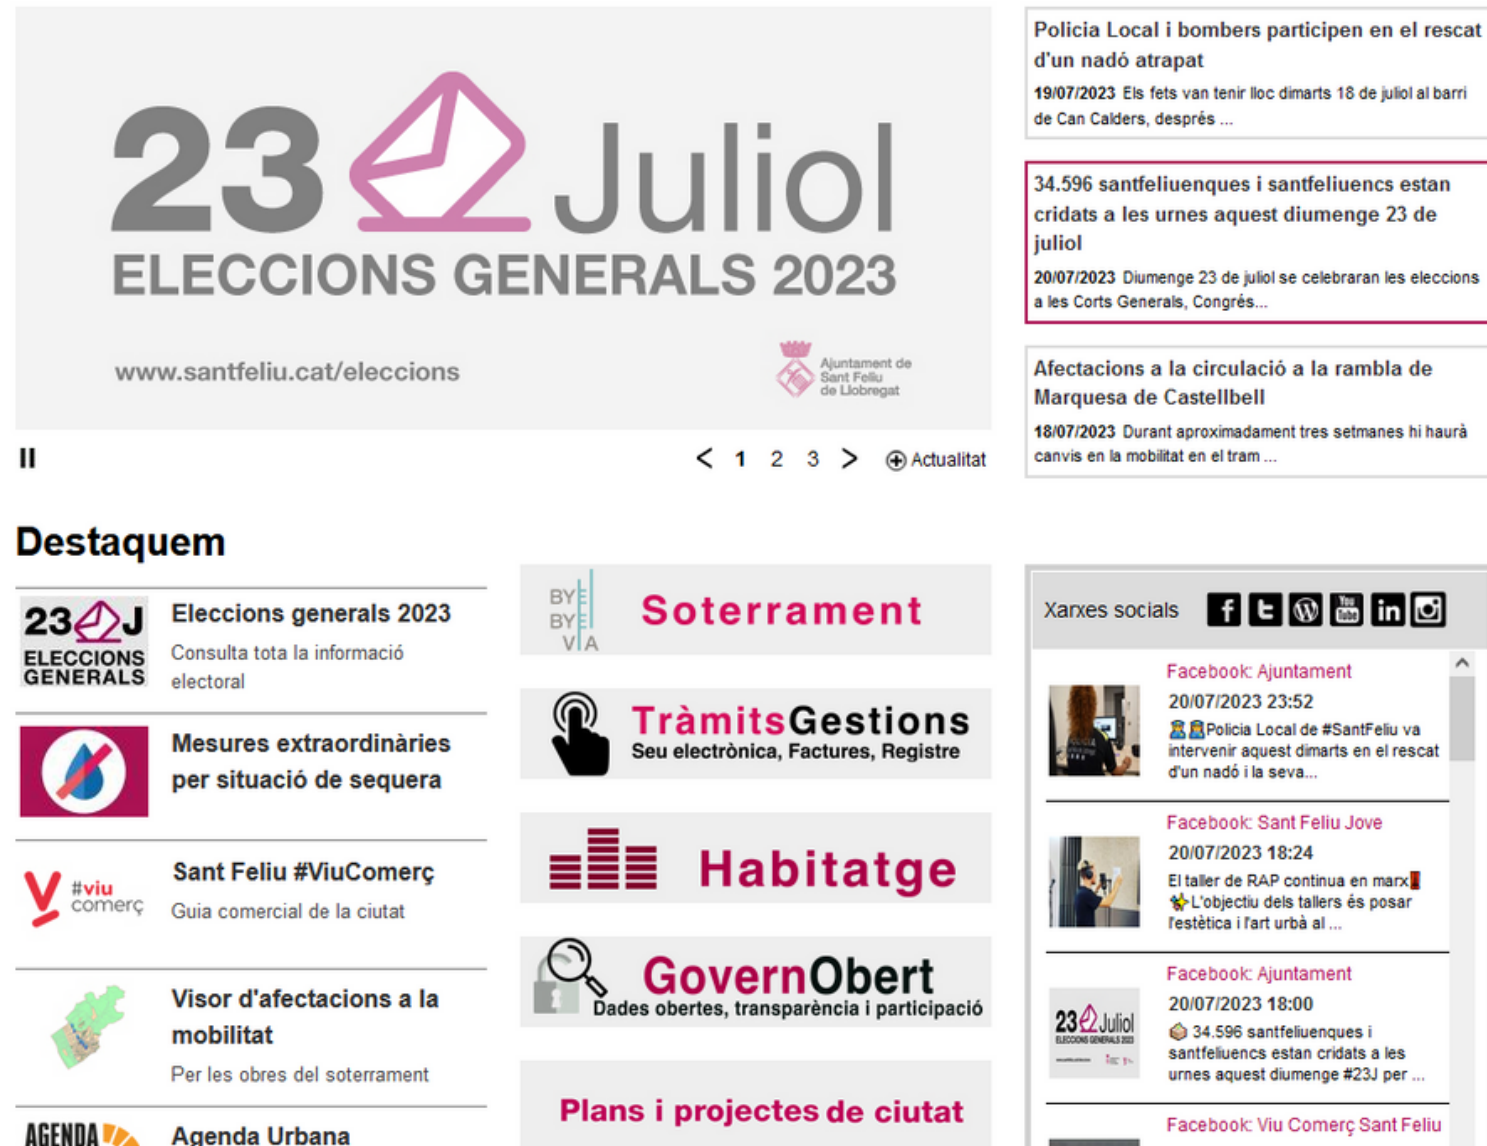 23 Juliol
ELECCIONS GENERALS 2023
www.santfeliu.cat/eleccions
Ajuntament de
Sant Feliu
de Llobregat
< 1 2 3 > Actualitat
Policia Local i bombers participen en el rescat
d'un nadó atrapat
19/07/2023 Els fets van tenir lloc dimarts 18 de juliol al barri
de Can Calders, després ...
34.596 santfeliuenques i santfeliuencs estan
cridats a les urnes aquest diumenge 23 de
juliol
20/07/2023 Diumenge 23 de juliol se celebraran les eleccions
a les Corts Generals, Congrés...
Afectacions a la circulació a la rambla de
Marquesa de Castellbell
18/07/2023 Durant aproximadament tres setmanes hi haurà
canvis en la mobilitat en el tram ...
Destaquem
23 J
ELECCIONS
GENERALS
Eleccions generals 2023
Consulta tota la informació
electoral
Mesures extraordinàries
per situació de sequera
#viu
comerç
Sant Feliu #ViuComerç
Guia comercial de la ciutat
Visor d'afectacions a la
mobilitat
Per les obres del soterrament
AGENDA
Agenda Urbana
BYE
BYE
VIA
Soterrament
TràmitsGestions
Seu electrònica, Factures, Registre
Habitatge
GovernObert
Dades obertes, transparència i participació
Plans i projectes de ciutat
Xarxes socials
You
Tube
in
Facebook: Ajuntament
20/07/2023 23:52
Policia Local de #SantFeliu va
intervenir aquest dimarts en el rescat
d'un nadó i la seva...
Facebook: Sant Feliu Jove
20/07/2023 18:24
El taller de RAP continua en marx
L'objectiu dels tallers és posar
l'estètica i l'art urbà al ...
Facebook: Ajuntament
20/07/2023 18:00
23 Juliol
ELECCIONS GENERALS 2023
34.596 santfeliuenques i
santfeliuencs estan cridats a les
urnes aquest diumenge #23J per ...
Facebook: Viu Comerç Sant Feliu